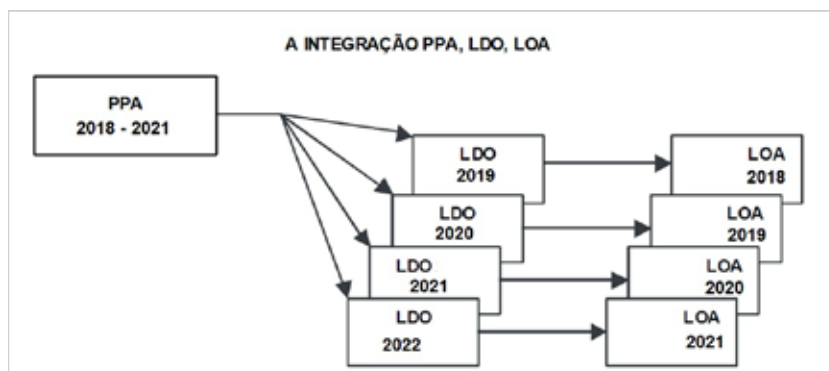 A INTEGRAÇÃO PPA, LDO, LOA
PPA
2018 - 2021
LDO
2019
LOA
2018
LDO
2020
LOA
2019
LDO
2021
LOA
2020
LDO
2022
LOA
2021